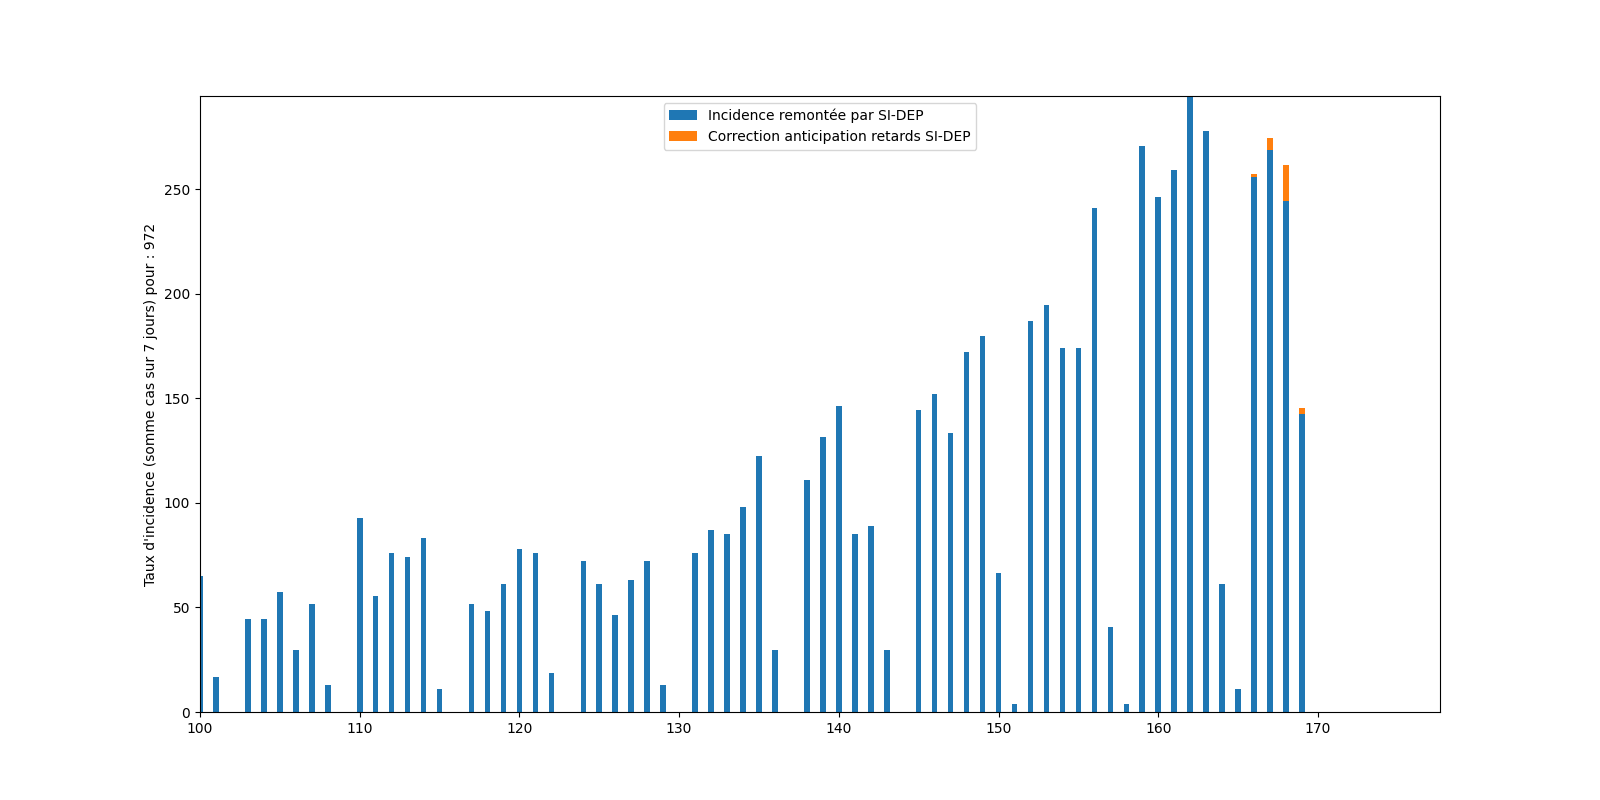 Incidence remontée par SI-DEP
Correction anticipation retards SI-DEP
Taux d'incidence (somme cas sur 7 jours) pour : 972
250
200
150
100
50
0
100 110 120 130 140 150 160 170